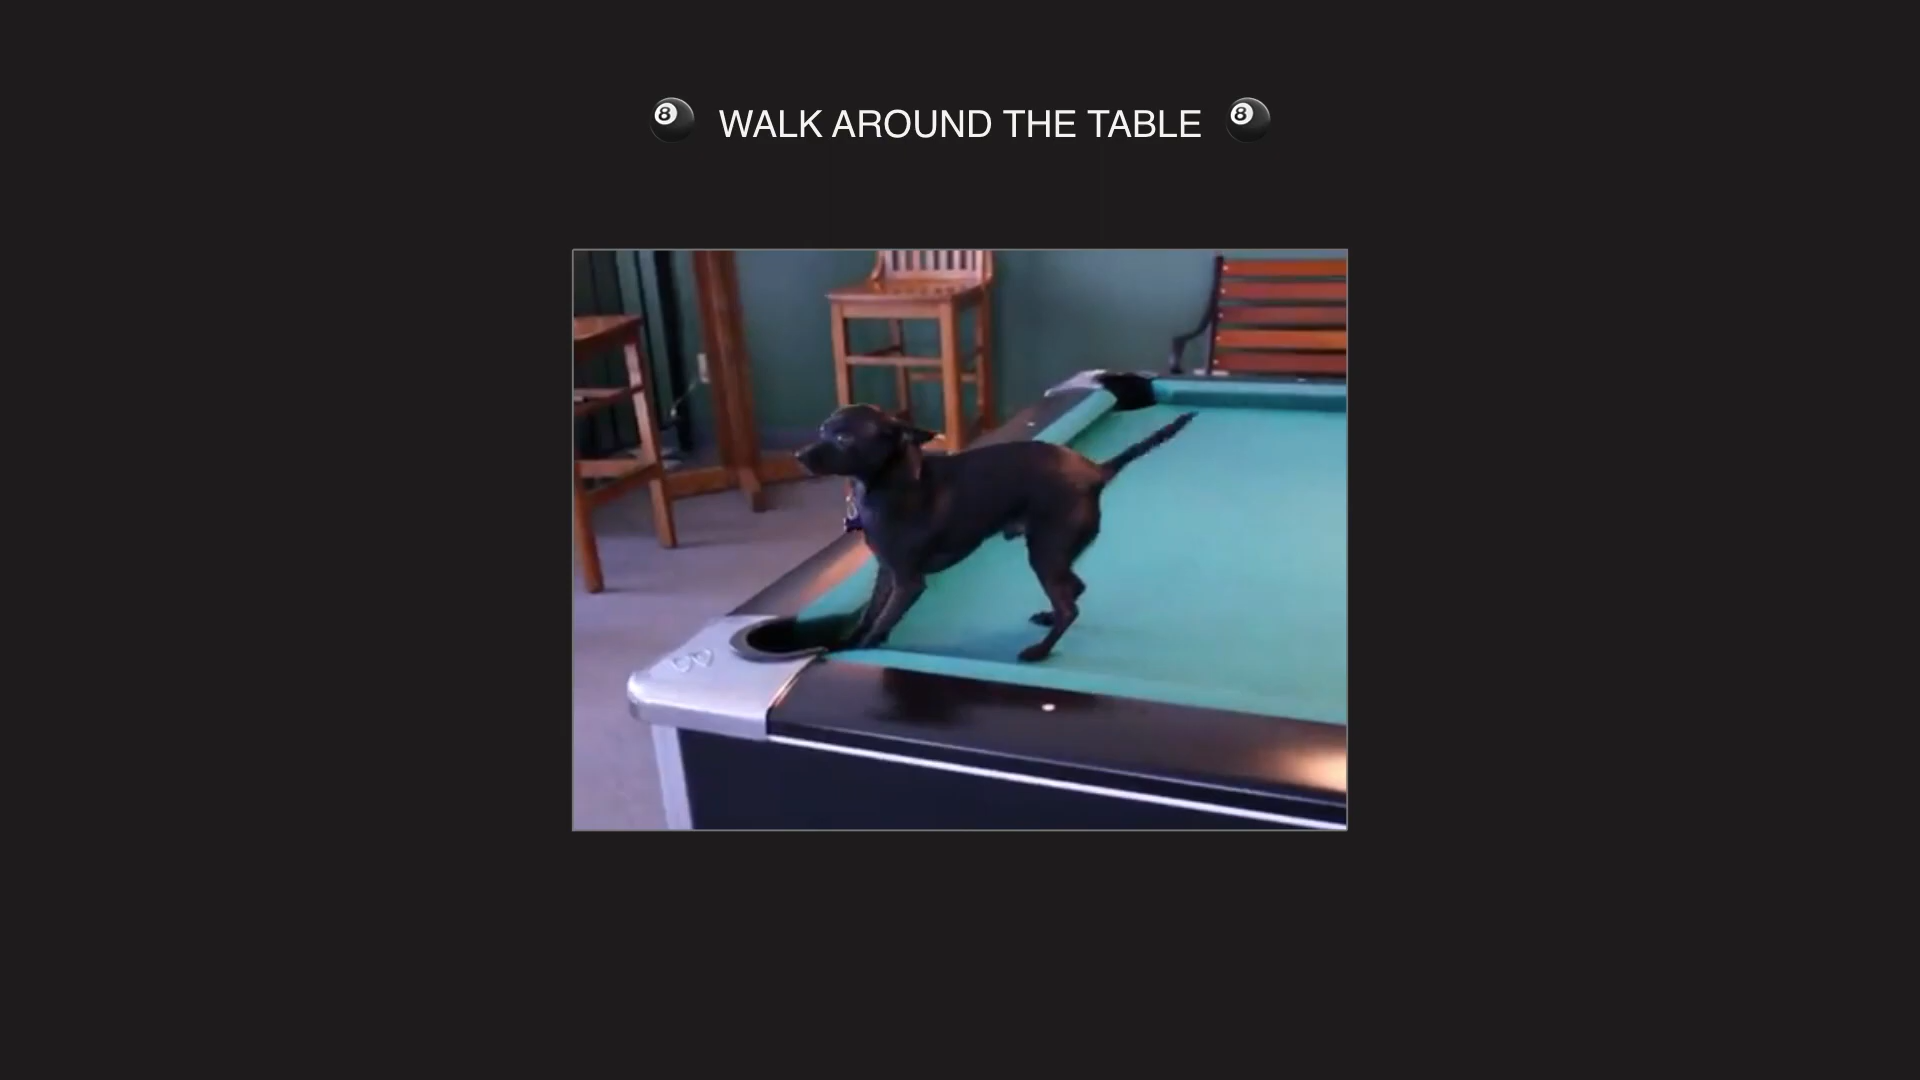 🎱 WALK AROUND THE TABLE 🎱